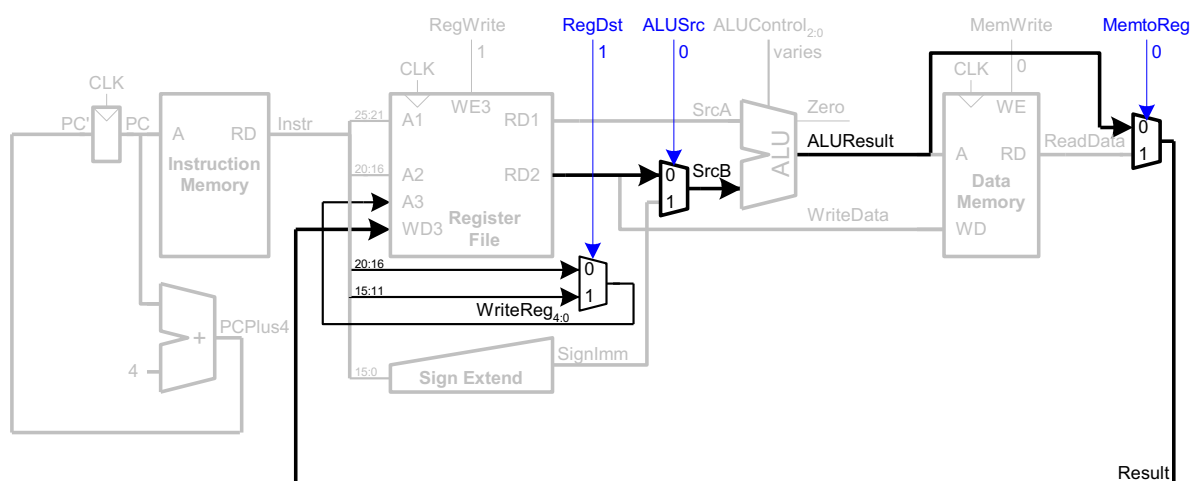 RegWrite
RegDst
ALUSrc
ALUControl2:0
MemWrite
MemtoReg
1
1
0
varies
0
0
CLK
CLK
CLK
PC'
PC
A
RD
Instr
Instruction
Memory
25:21
A1
WE3
RD1
SrcA
Zero
WE
ALU
ALUResult
A
RD
ReadData
0
1
20:16
A2
RD2
0
SrcB
1
A3
WD3
Register
File
Data
Memory
WriteData
WD
20:16
0
15:11
1
WriteReg4:0
+
PCPlus4
4
SignImm
15:0
Sign Extend
Result